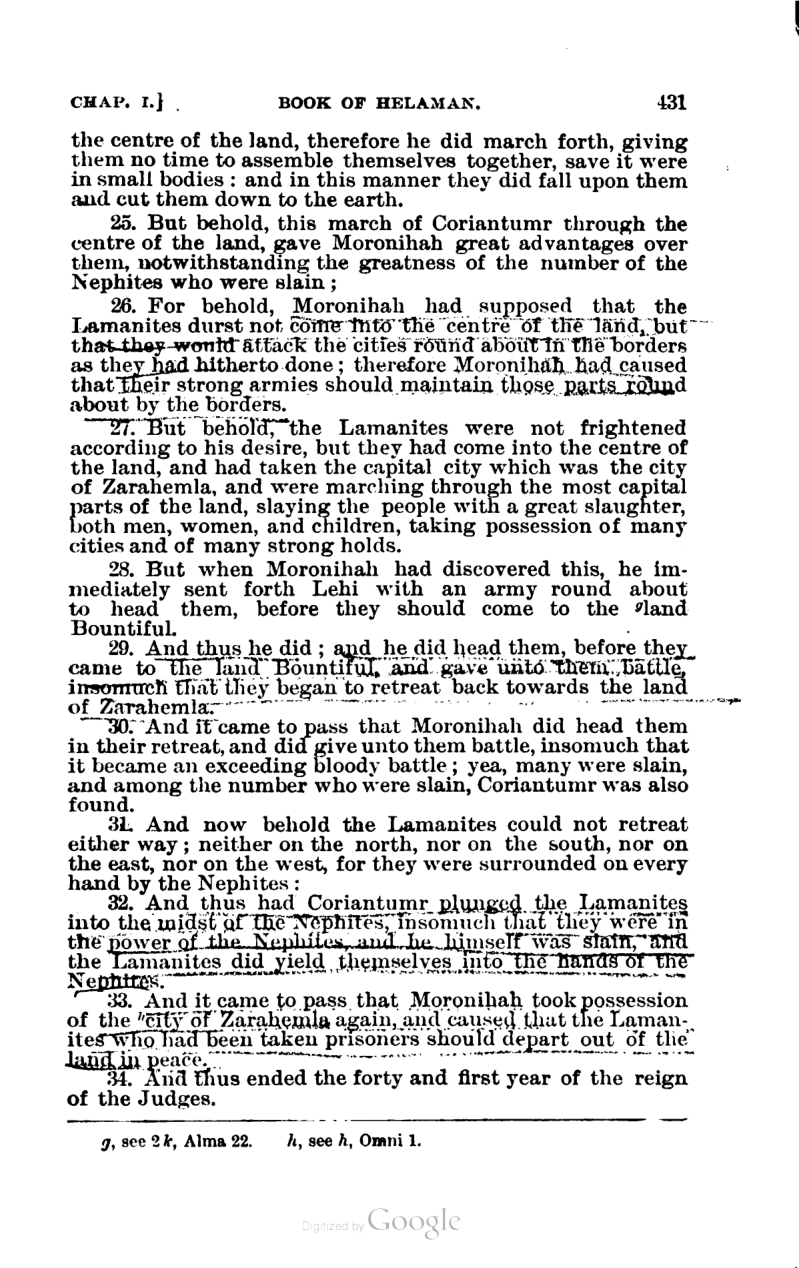 CHAP. I.} BOOK OF HELAMAN. 431
the centre of the land, therefore he did march forth, giving
them no time to assemble themselves together, save it were
in small bodies : and in this manner they did fall upon them
and cut them down to the earth.
25. But behold, this march of Coriantumr through the
centre of the land, gave Moronihah great advantages over
them, notwithstanding the greatness of the number of the
Nephites who were slain ;
26. For behold, Moronihah had supposed that the
Lamanites durst not come into the centre of the land, but
that they would attack the cities round about in the borders
as they had hitherto done ; therefore Moronihah had caused
that their strong armies should maintain those parts round
about by the borders.
27. But behold, the Lamanites were not frightened
according to his desire, but they had come into the centre of
the land, and had taken the capital city which was the city
of Zarahemla, and were marching through the most capital
parts of the land, slaying the people with a great slaughter,
both men, women, and children, taking possession of many
cities and of many strong holds.
28. But when Moronihah had discovered this, he im-
mediately sent forth Lehi with an army round about
to head them, before they should come to the gland
Bountiful.
29. And thus he did ; and he did head them, before they
came to the land Bountiful, and gave unto them battle,
insomuch that they began to retreat back towards the land
of Zarahemla.
30. And it came to pass that Moronihah did head them
in their retreat, and did give unto them battle, insomuch that
it became an exceeding bloody battle ; yea, many were slain,
and among the number who were slain, Coriantumr was also
found.
31. And now behold the Lamanites could not retreat
either way ; neither on the north, nor on the south, nor on
the east, nor on the west, for they were surrounded on every
hand by the Nephites :
32. And thus had Coriantumr plunged the Lamanites
into the midst of the Nephites, insomuch that they were in
the power of the Nephites, and he himself was slain, and
the Lamanites did yield themselves into the hands of the
Nephites.
33. And it came to pass that Moronihah took possession
of the hcity of Zarahemla again, and caused that the Laman-
ites who had been taken prisoners should depart out of the
land in peace.
34. And thus ended the forty and first year of the reign
of the Judges.
g, see 2 k, Alma 22. h, see h, Omni 1.
Digitized by Google